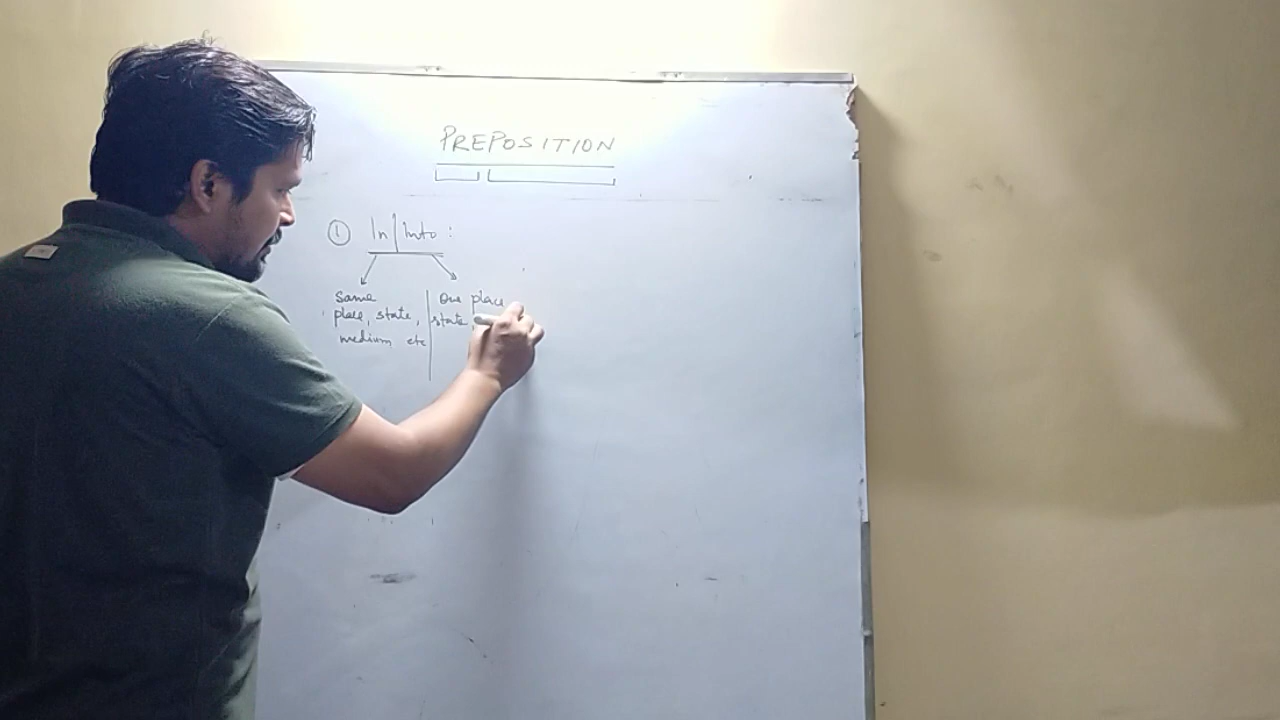 PREPOSITION
① In | Into :
Same
place, state,
medium etc
One place
state